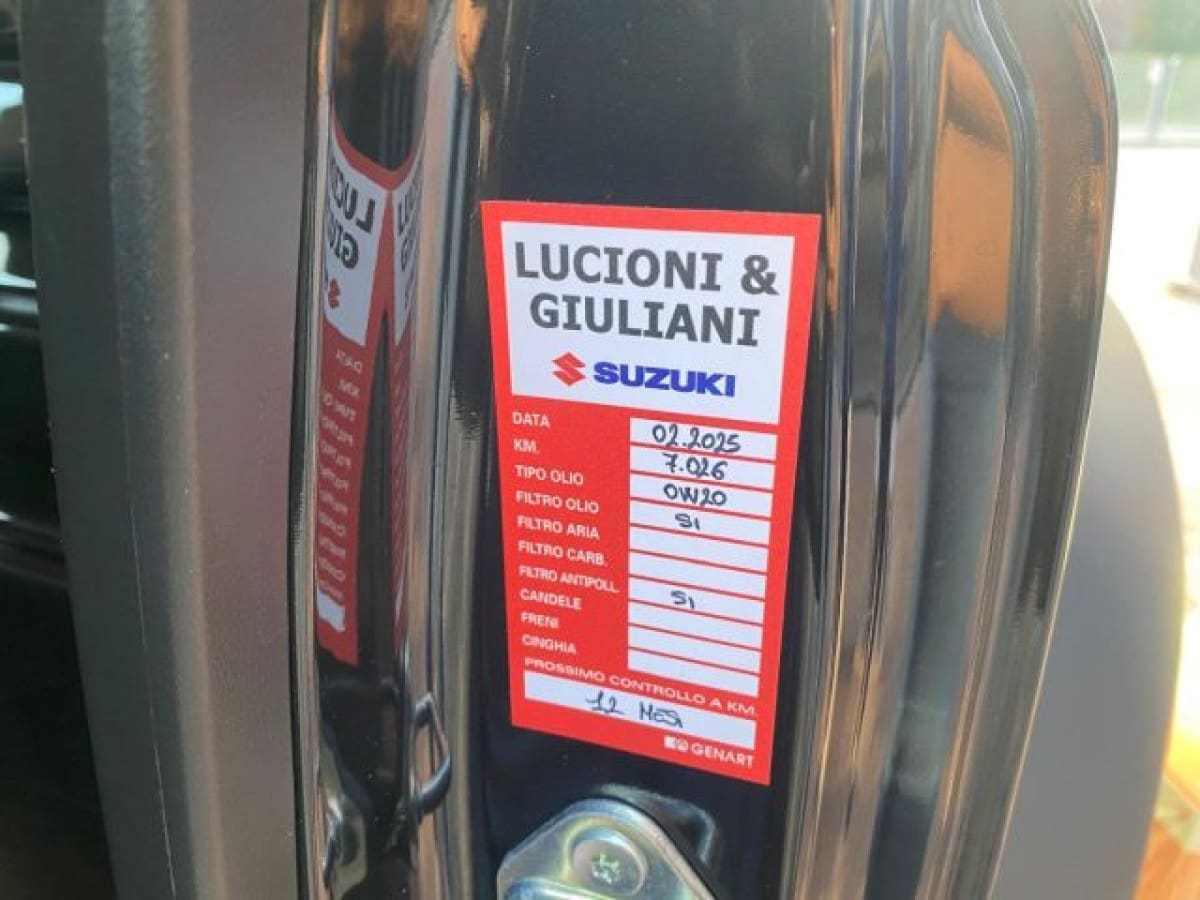 LUCIONI &
GIULIANI
SUZUKI
DATA 02.2025
KM. 7.026
TIPO OLIO 0W20
FILTRO OLIO SI
FILTRO ARIA
FILTRO CARB.
FILTRO ANTIPOLL. SI
CANDELE
FRENI
CINGHIA
PROSSIMO CONTROLLO A KM.
12 MESI
GENART